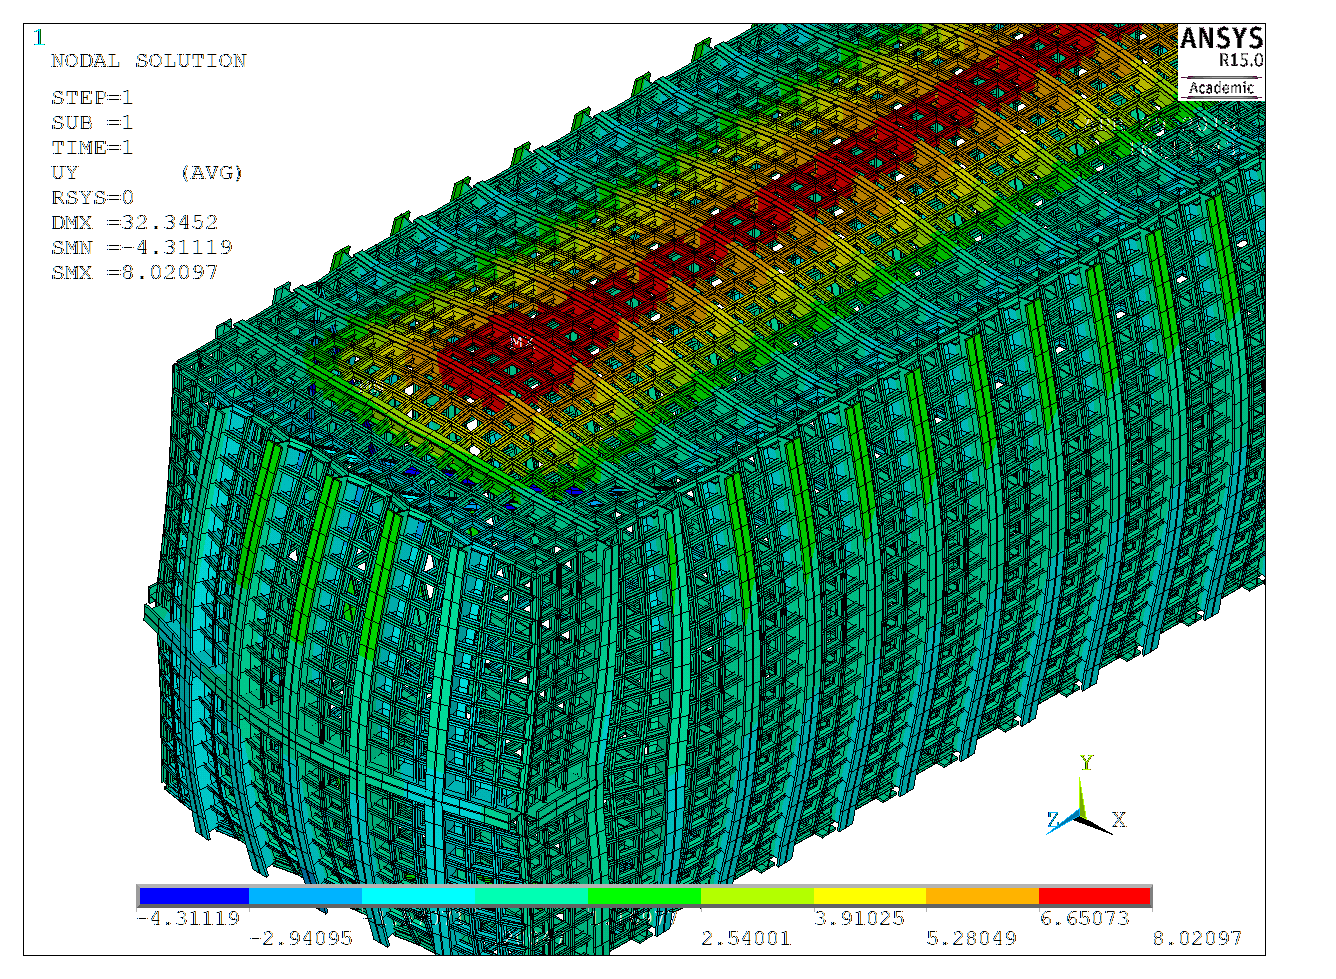 1
NODAL SOLUTION
STEP=1
SUB =1
TIME=1
UY (AVG)
RSYS=0
DMX =32.3452
SMN =-4.31119
SMX =8.02097
ANSYS
R15.0
Academic
M
Y
Z X
-4.31119 3.91025 6.65073
-2.94095 2.54001 5.28049 8.02097